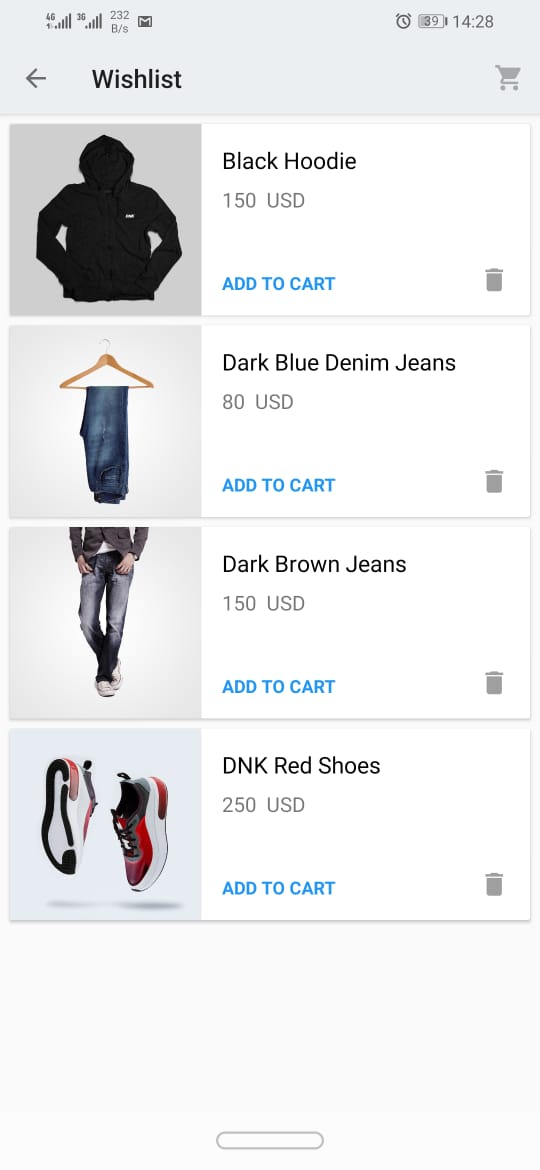 4G 3G 232 B/s 39 14:28
Wishlist
Black Hoodie
150 USD
ADD TO CART
Dark Blue Denim Jeans
80 USD
ADD TO CART
Dark Brown Jeans
150 USD
ADD TO CART
DNK Red Shoes
250 USD
ADD TO CART
DNK